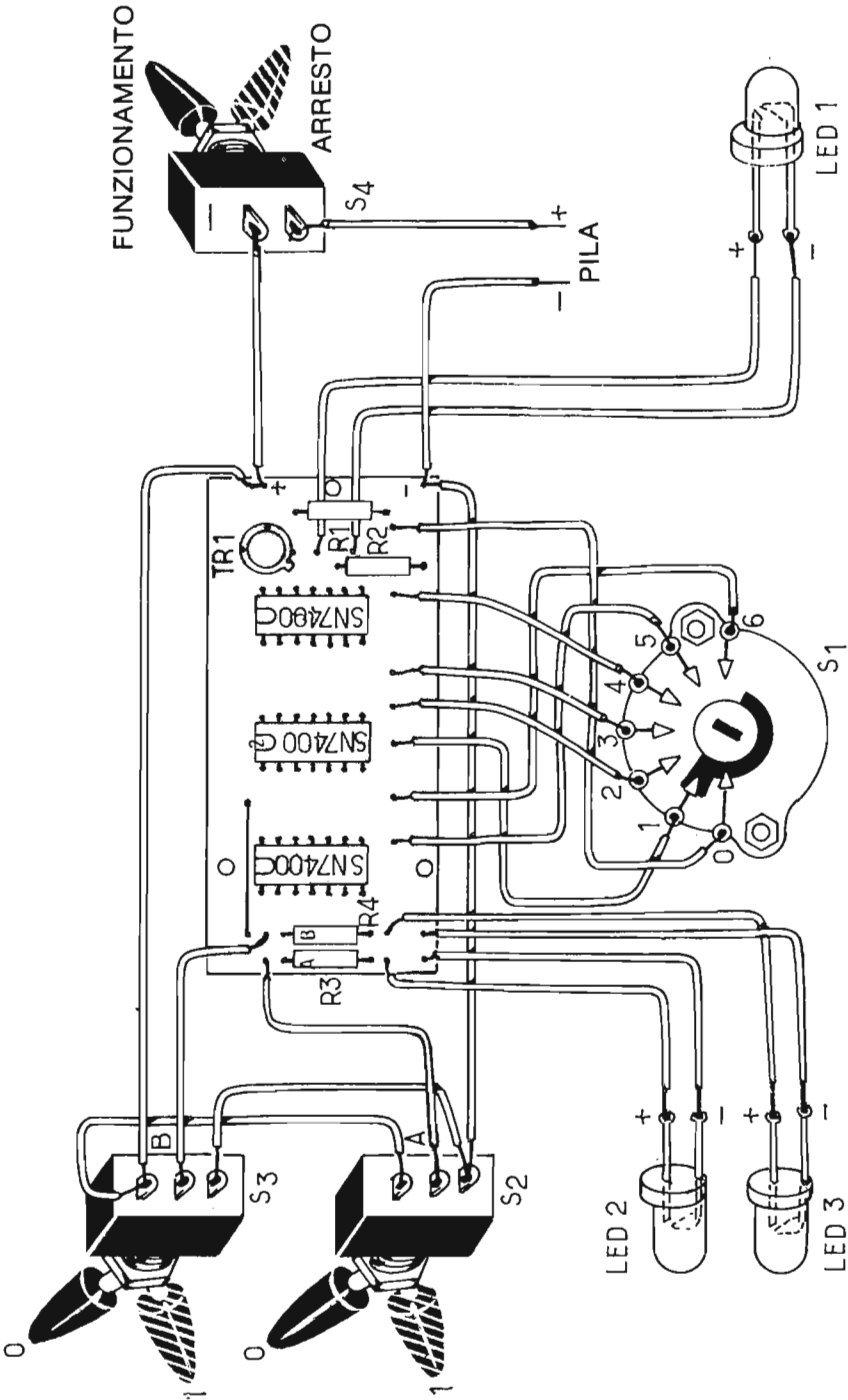 0
1
B
S3
0
1
A
S2
FUNZIONAMENTO
ARRESTO
S4
+
-
PILA
TR1
+
-
SN7400
SN7400
SN7400
R1
R2
A
B
R3
R4
LED 2
+
-
LED 3
+
-
0
1
2
3
4
5
6
S1
+
-
LED 1